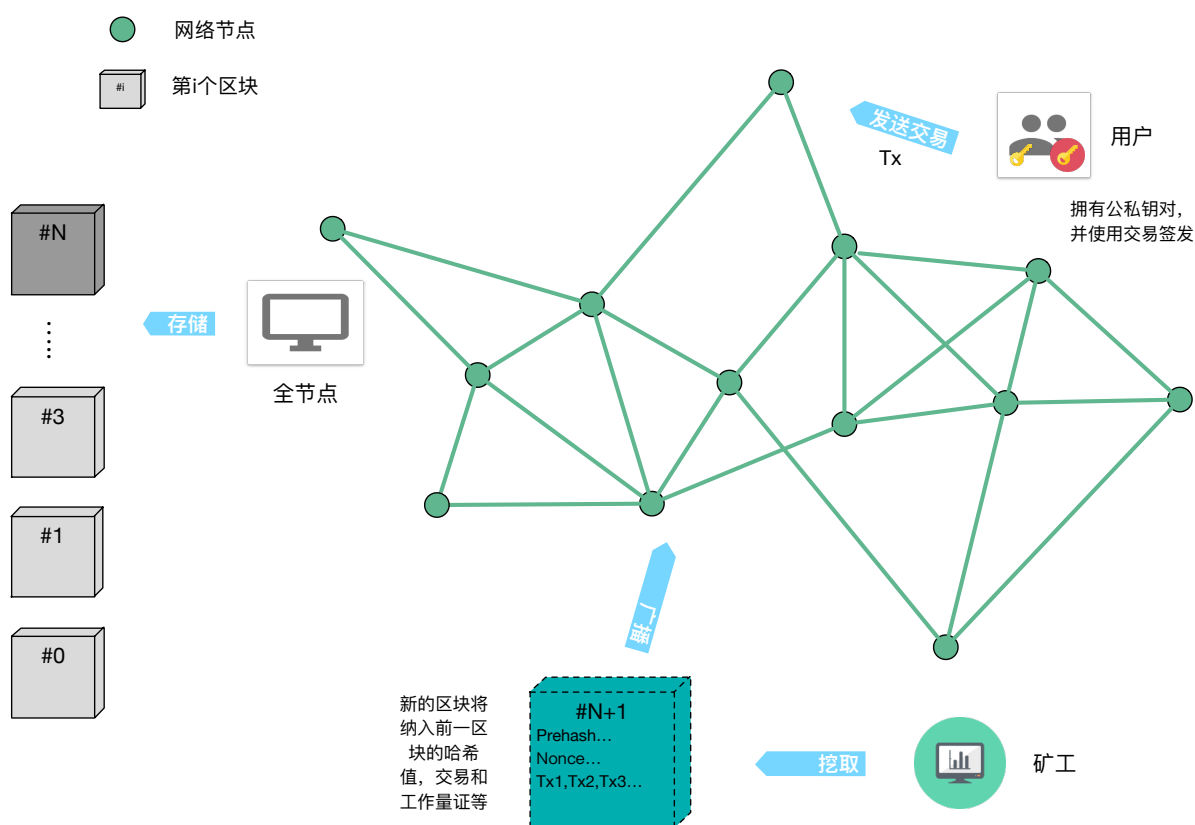 网络节点
#i
第i个区块
发送交易
Tx
用户
拥有公私钥对,
并使用交易签发
#N
存储
全节点
#3
#1
#0
广播
新的区块将
纳入前一区
块的哈希
值，交易和
工作量证等
#N+1
Prehash…
Nonce…
Tx1,Tx2,Tx3…
挖取
矿工